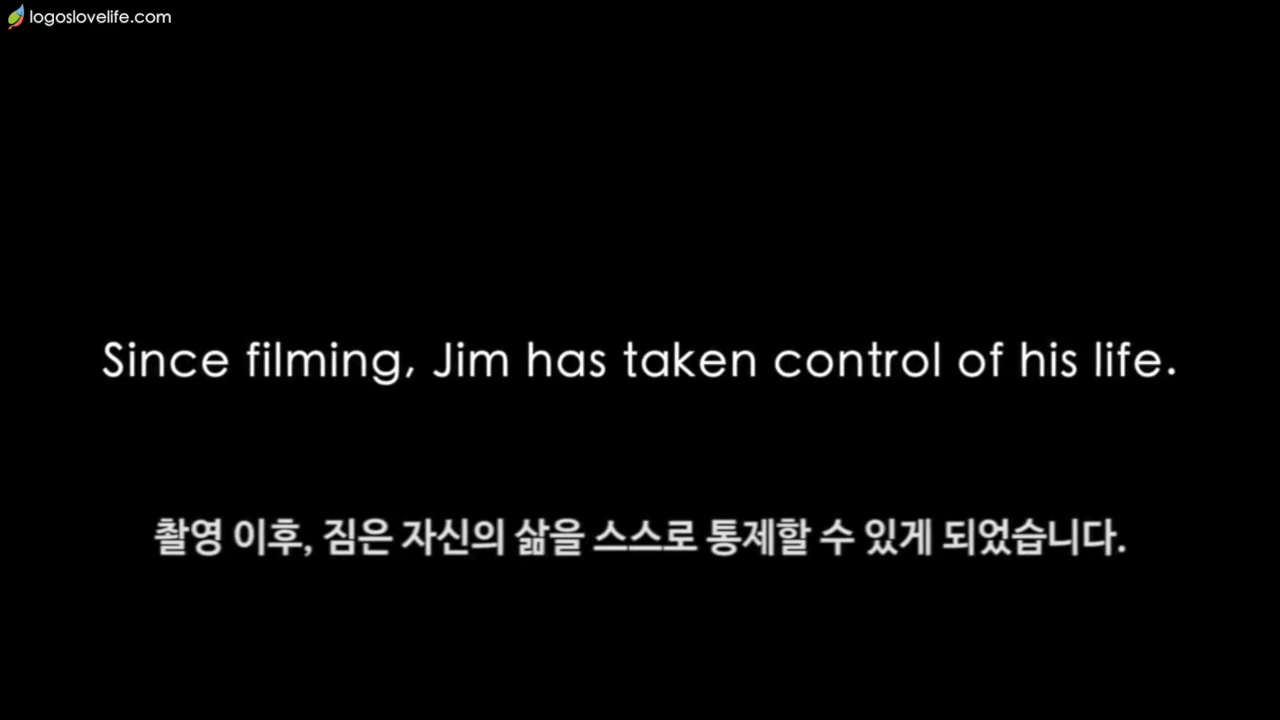 logoslovelife.com
Since filming, Jim has taken control of his life.
촬영 이후, 짐은 자신의 삶을 스스로 통제할 수 있게 되었습니다.